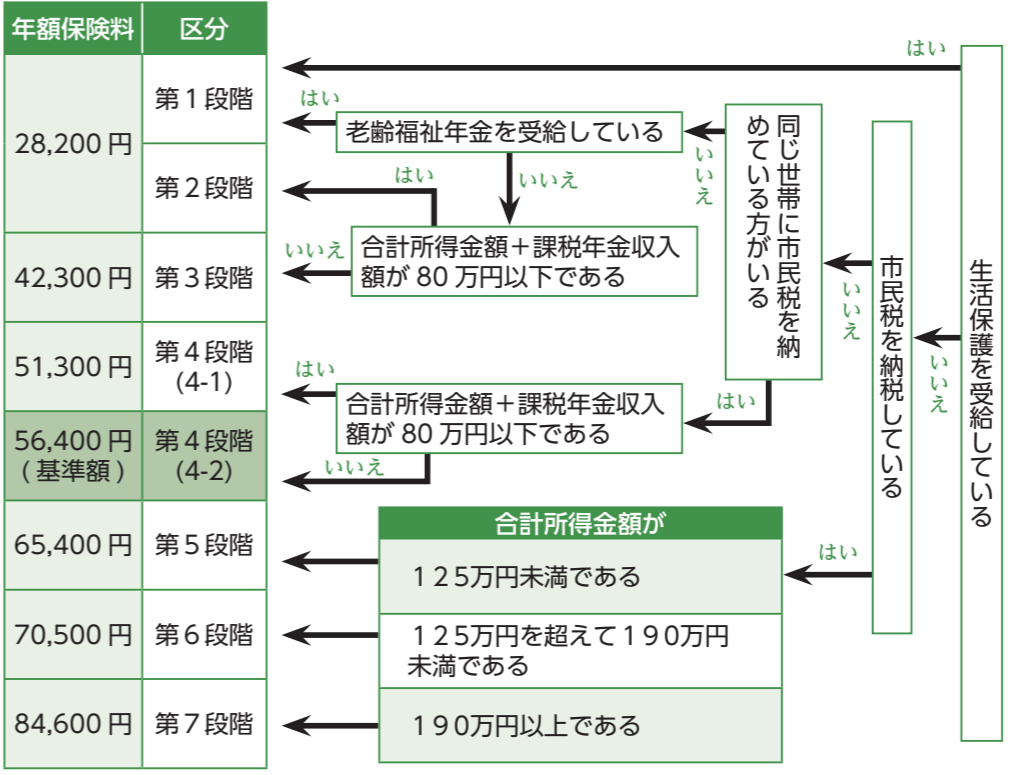 年額保険料 区分
28,200 円
第１段階
第２段階
42,300 円 第３段階
51,300 円 第４段階
(4-1)
56,400 円
( 基準額 )
第４段階
(4-2)
65,400 円 第５段階
70,500 円 第６段階
84,600 円 第７段階
はい
生活保護を受給している
いいえ
市民税を納税している
いいえ
はい
同じ世帯に市民税を納
めている方がいる
いいえ
はい
老齢福祉年金を受給している
はい
いいえ
合計所得金額＋課税年金収入
額が 80 万円以下である
はい
いいえ
合計所得金額＋課税年金収入
額が 80 万円以下である
はい
いいえ
合計所得金額が
１２５万円未満である
１２５万円を超えて１９０万円
未満である
１９０万円以上である